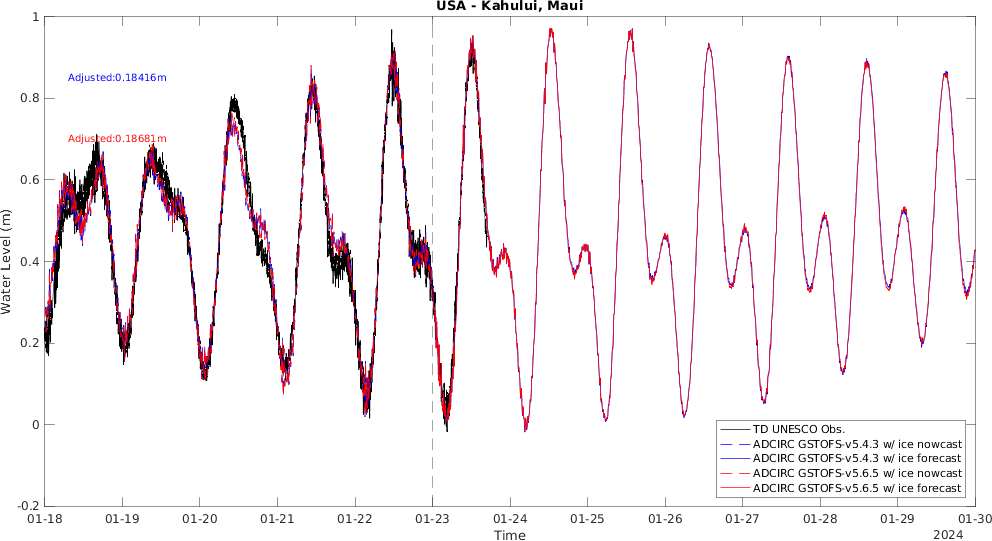 USA - Kahului, Maui
1
Adjusted:0.18416m
0.8
Adjusted:0.18681m
0.6
Water Level (m)
0.4
0.2
0
TD UNESCO Obs.
ADCIRC GSTOFS-v5.4.3 w/ ice nowcast
ADCIRC GSTOFS-v5.4.3 w/ ice forecast
ADCIRC GSTOFS-v5.6.5 w/ ice nowcast
ADCIRC GSTOFS-v5.6.5 w/ ice forecast
-0.2
01-18 01-19 01-20 01-21 01-22 01-23 01-24 01-25 01-26 01-27 01-28 01-29 01-30
Time
2024